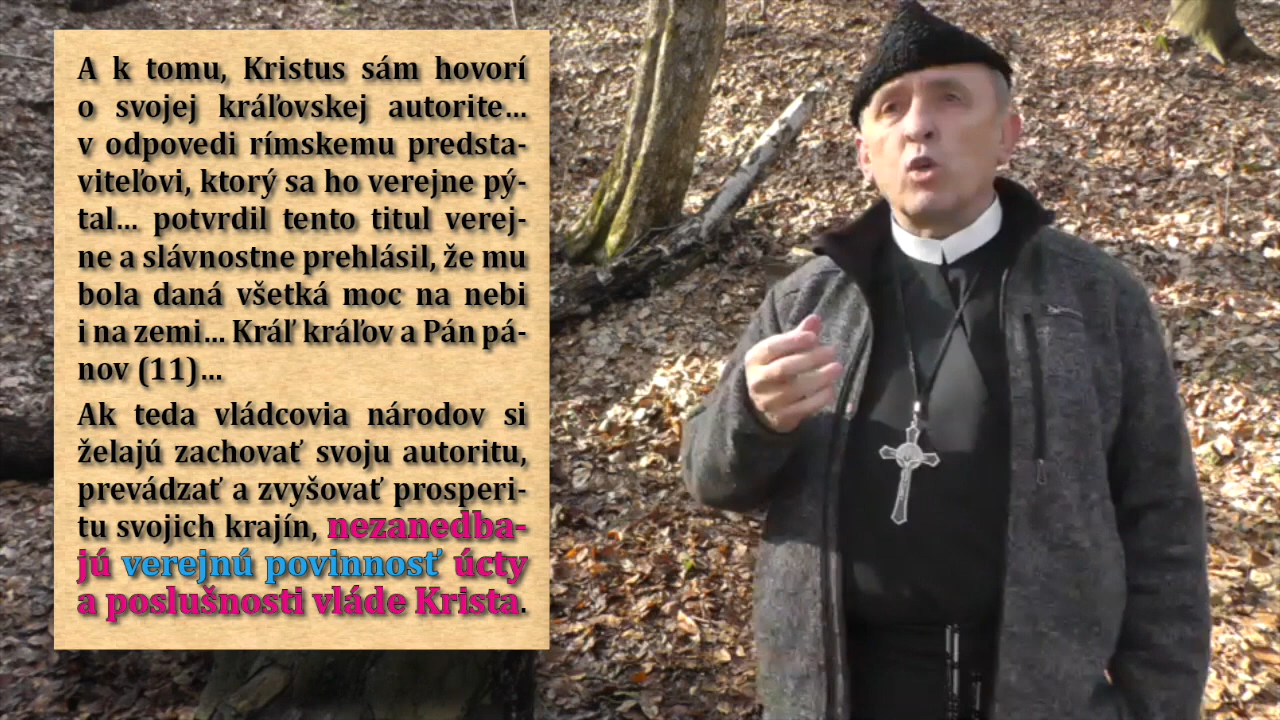 A k tomu, Kristus sám hovorí
o svojej kráľovskej autorite...
v odpovedi rímskemu predsta-
viteľovi, ktorý sa ho verejne pý-
tal... potvrdil tento titul verej-
ne a slávnostne prehlásil, že mu
bola daná všetká moc na nebi
i na zemi... Kráľ kráľov a Pán pá-
nov (11)...
Ak teda vládcovia národov si
želajú zachovať svoju autoritu,
prevádzať a zvyšovať prosperi-
tu svojich krajín, nezanedba-
jú verejnú povinnosť úcty
a poslušnosti vláde Krista.